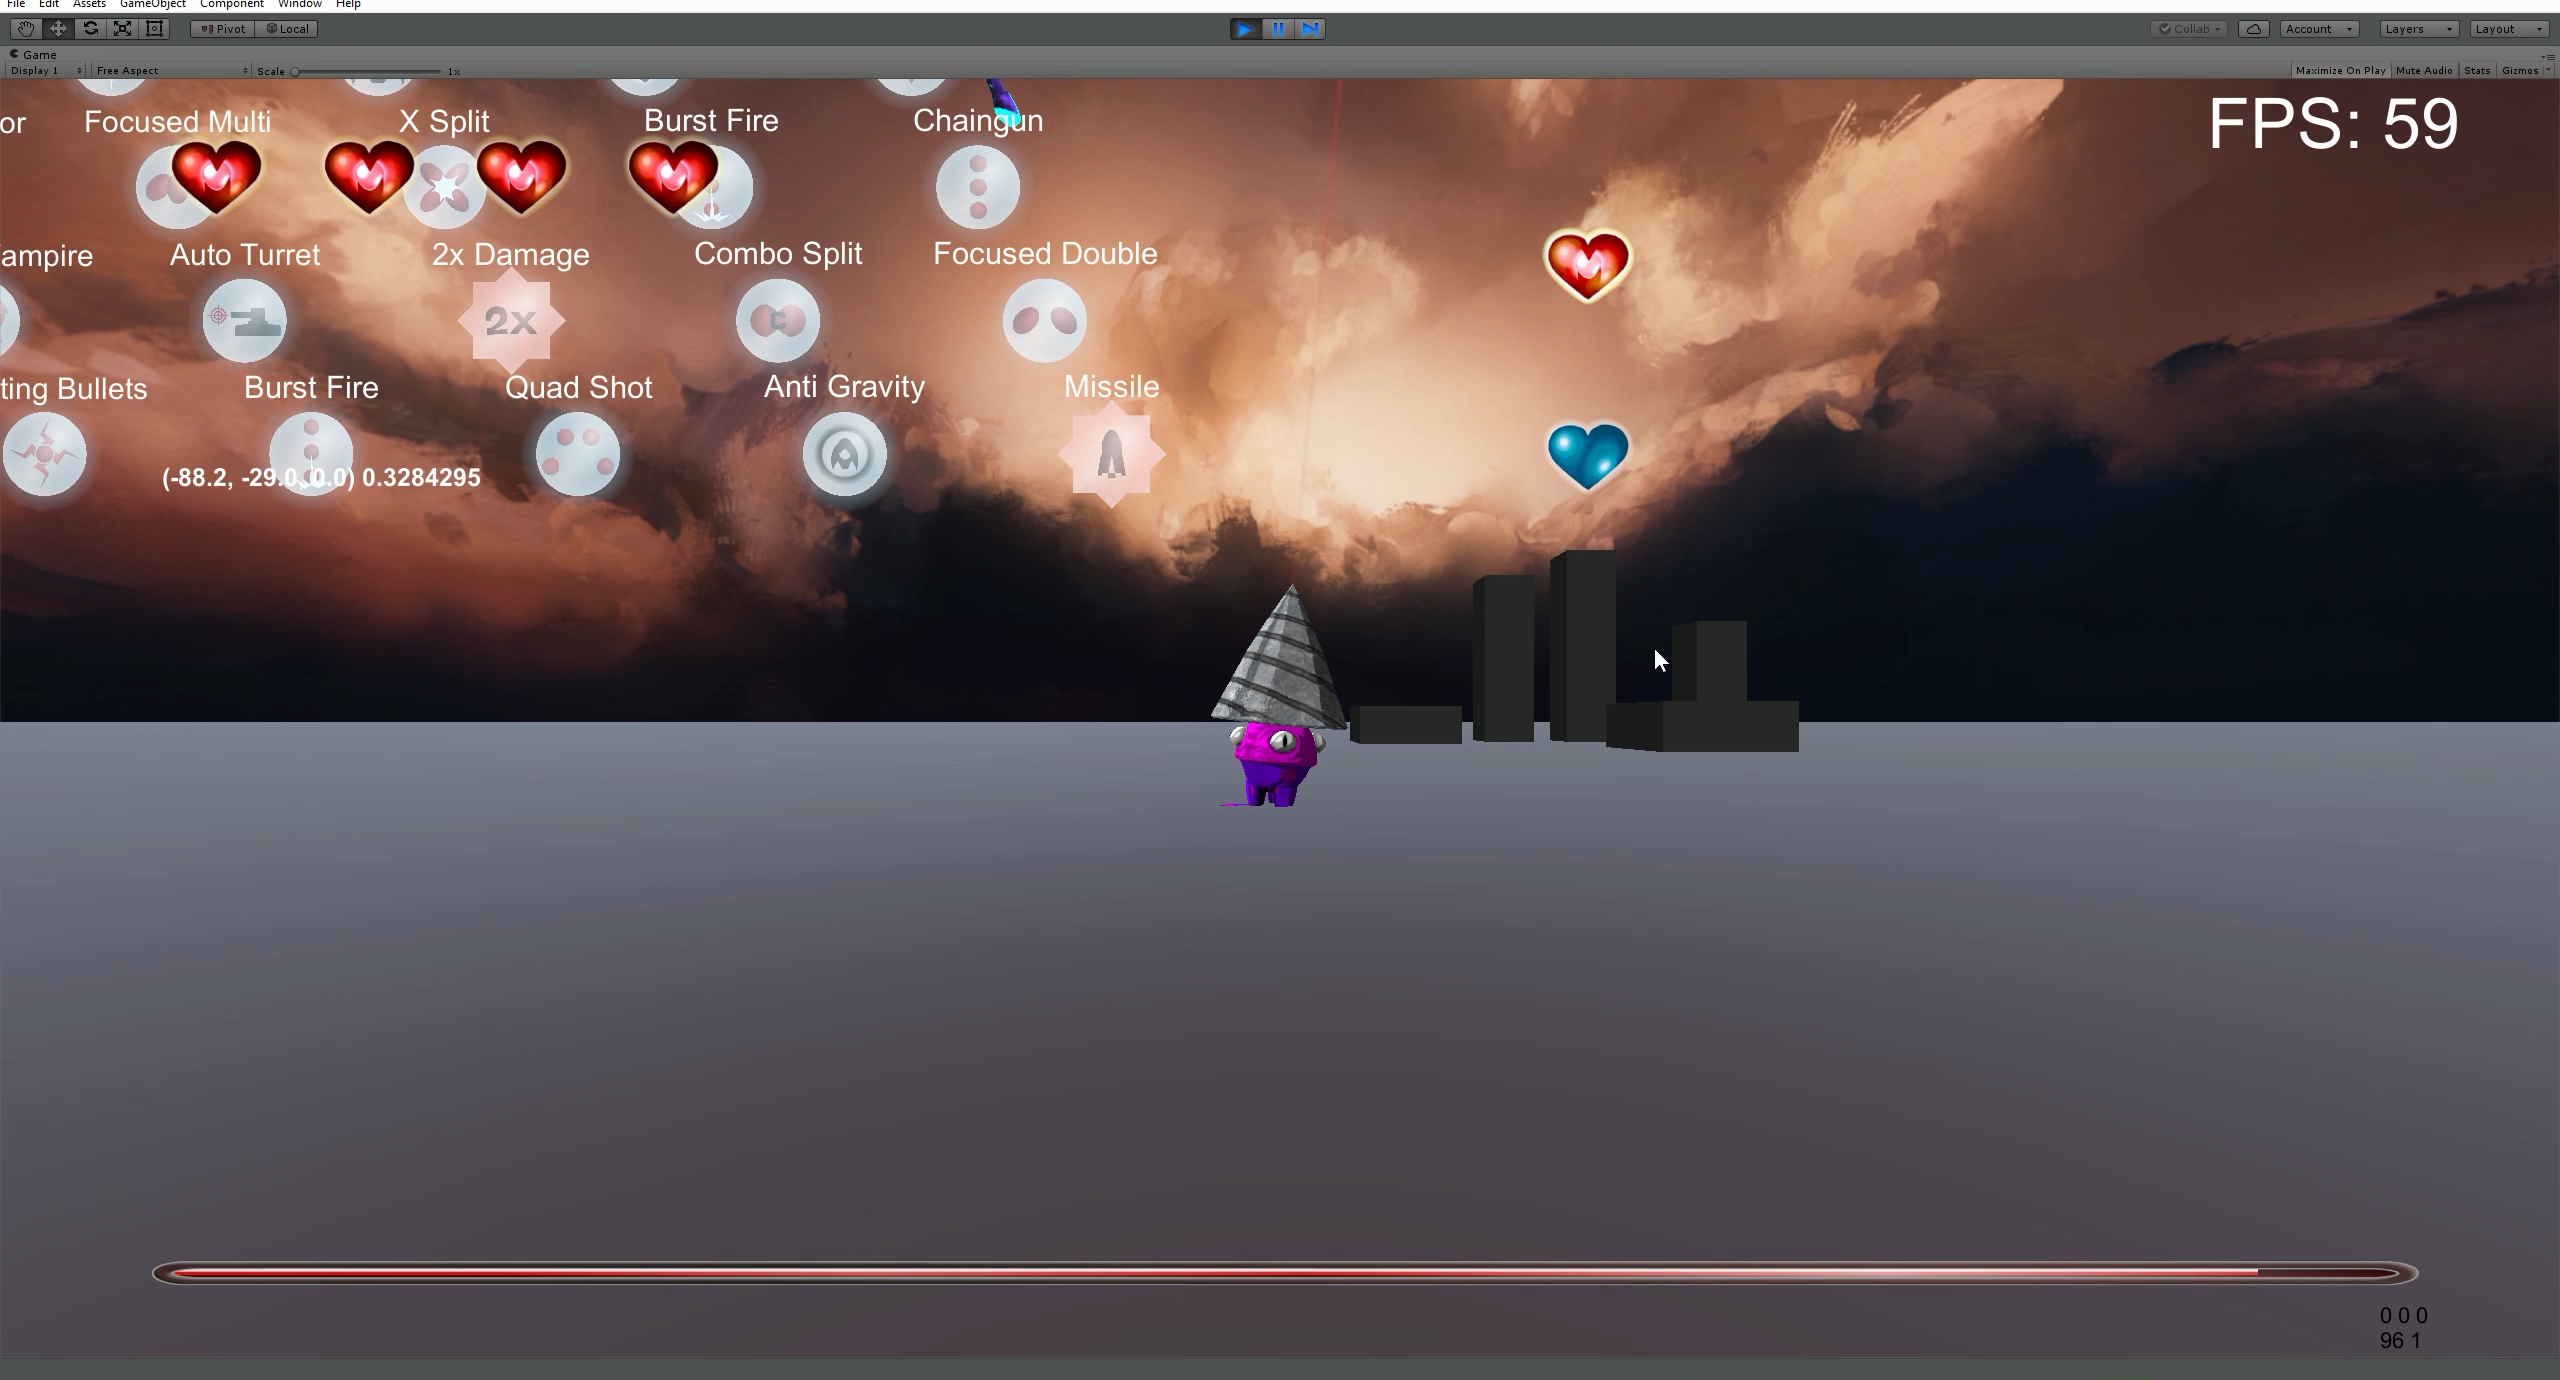 File Edit Assets GameObject Component Window Help
Pivot Local Collab Account Layers Layout
Game
Display 1 Free Aspect Scale 1x Maximize On Play Mute Audio Stats Gizmos
or Focused Multi X Split Burst Fire Chaingun
FPS: 59
ampire Auto Turret 2x Damage Combo Split Focused Double
2x C
ting Bullets Burst Fire Quad Shot Anti Gravity Missile
(-88.2, -29.0, 0.0) 0.3284295
0 0 0
96 1